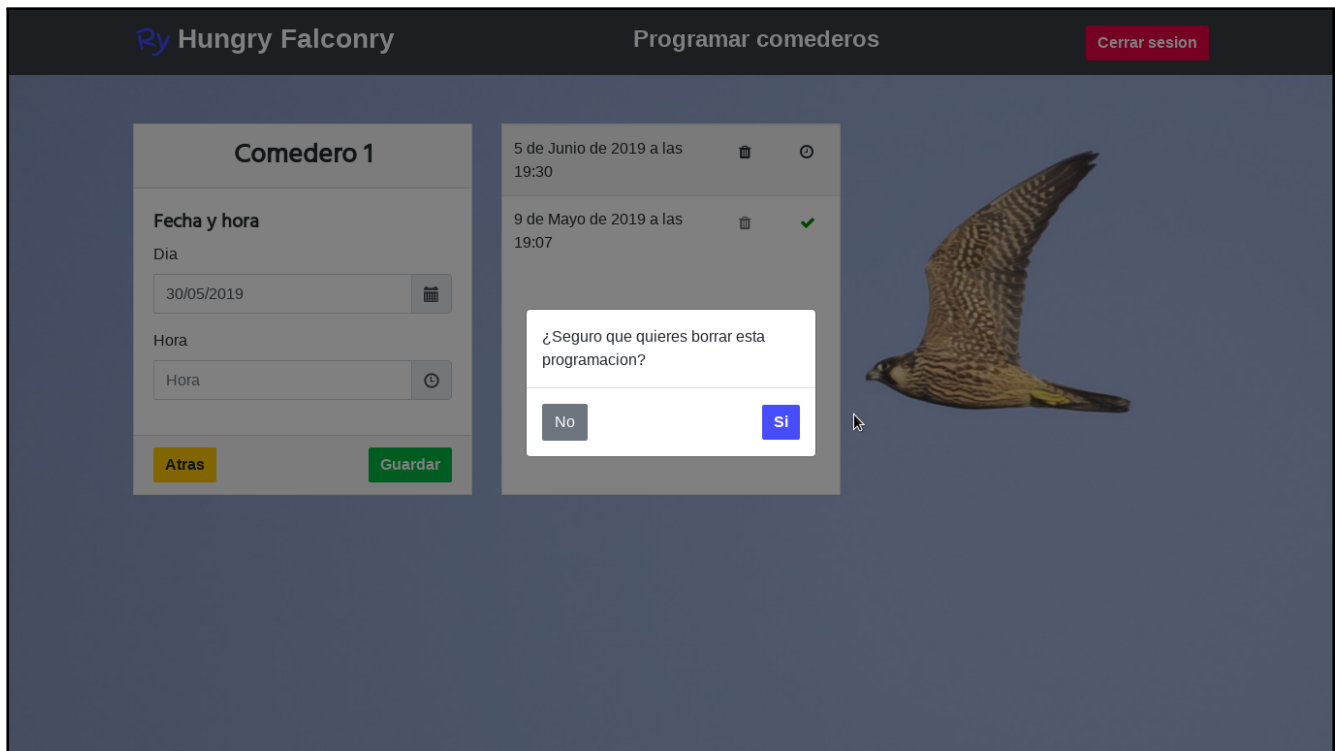 Ry Hungry Falconry
Programar comederos
Cerrar sesion
Comedero 1
Fecha y hora
Dia
30/05/2019
Hora
Hora
Atras
Guardar
5 de Junio de 2019 a las
19:30
9 de Mayo de 2019 a las
19:07
¿Seguro que quieres borrar esta
programacion?
No
Si